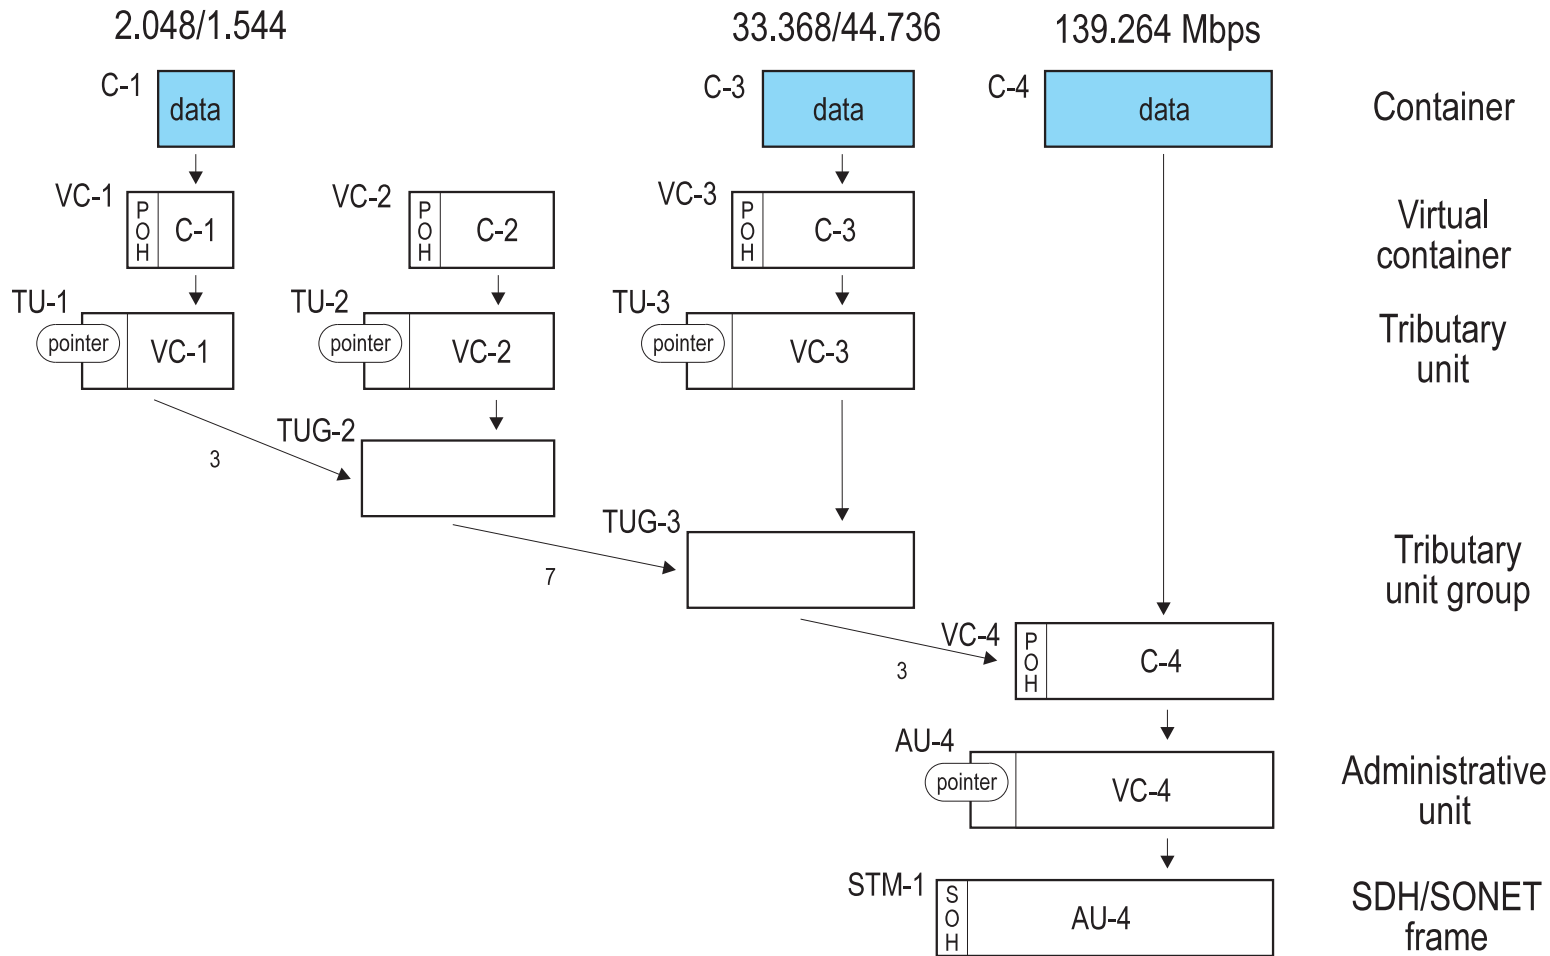 2.048/1.544
33.368/44.736
139.264 Mbps
C-1
data
C-3
data
C-4
data
Container
VC-1
P
O
H
C-1
VC-2
P
O
H
C-2
VC-3
P
O
H
C-3
Virtual
container
TU-1
pointer
VC-1
TU-2
pointer
VC-2
TU-3
pointer
VC-3
Tributary
unit
3
TUG-2
7
TUG-3
Tributary
unit group
3
VC-4
P
O
H
C-4
AU-4
pointer
VC-4
Administrative
unit
STM-1
S
O
H
AU-4
SDH/SONET
frame